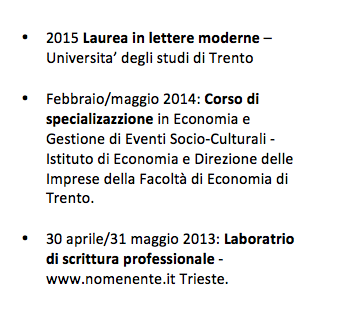 • 2015 Laurea in lettere moderne –
Universita’ degli studi di Trento
• Febbraio/maggio 2014: Corso di
specializazzione in Economia e
Gestione di Eventi Socio-Culturali -
Istituto di Economia e Direzione delle
Imprese della Facoltà di Economia di
Trento.
• 30 aprile/31 maggio 2013: Laboratrio
di scrittura professionale -
www.nomenente.it Trieste.